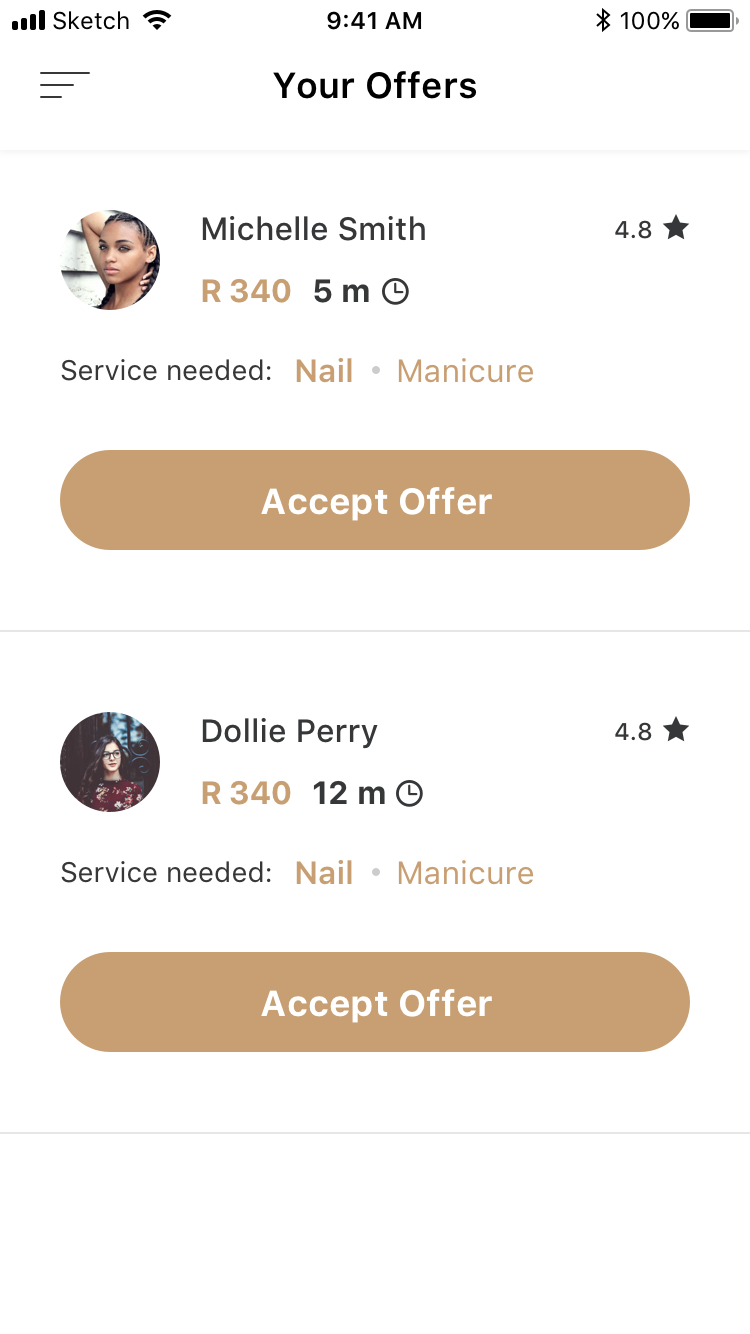 Sketch 9:41 AM 100%
Your Offers
Michelle Smith 4.8
R 340 5 m
Service needed: Nail • Manicure
Accept Offer
Dollie Perry 4.8
R 340 12 m
Service needed: Nail • Manicure
Accept Offer